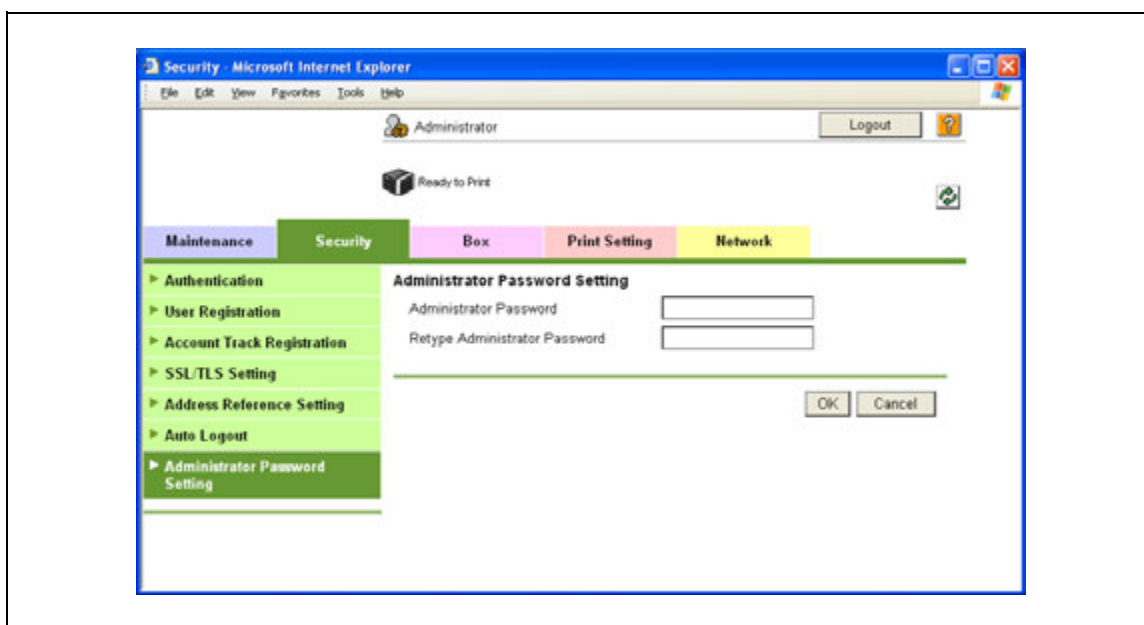 Security - Microsoft Internet Explorer
File Edit View Favorites Tools Help
Administrator
Logout
?
Ready to Print
Maintenance Security Box Print Setting Network
Authentication
User Registration
Account Track Registration
SSL/TLS Setting
Address Reference Setting
Auto Logout
Administrator Password
Setting
Administrator Password Setting
Administrator Password
Retype Administrator Password
OK Cancel